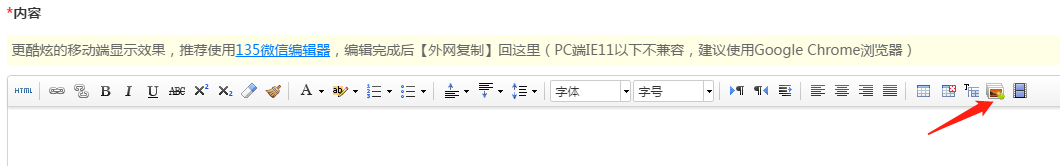 *内容
更酷炫的移动端显示效果，推荐使用135微信编辑器，编辑完成后【外网复制】回这里（PC端IE11以下不兼容，建议使用Google Chrome浏览器）
HTML B I U ABC X² X₂ A ab 字体 字号